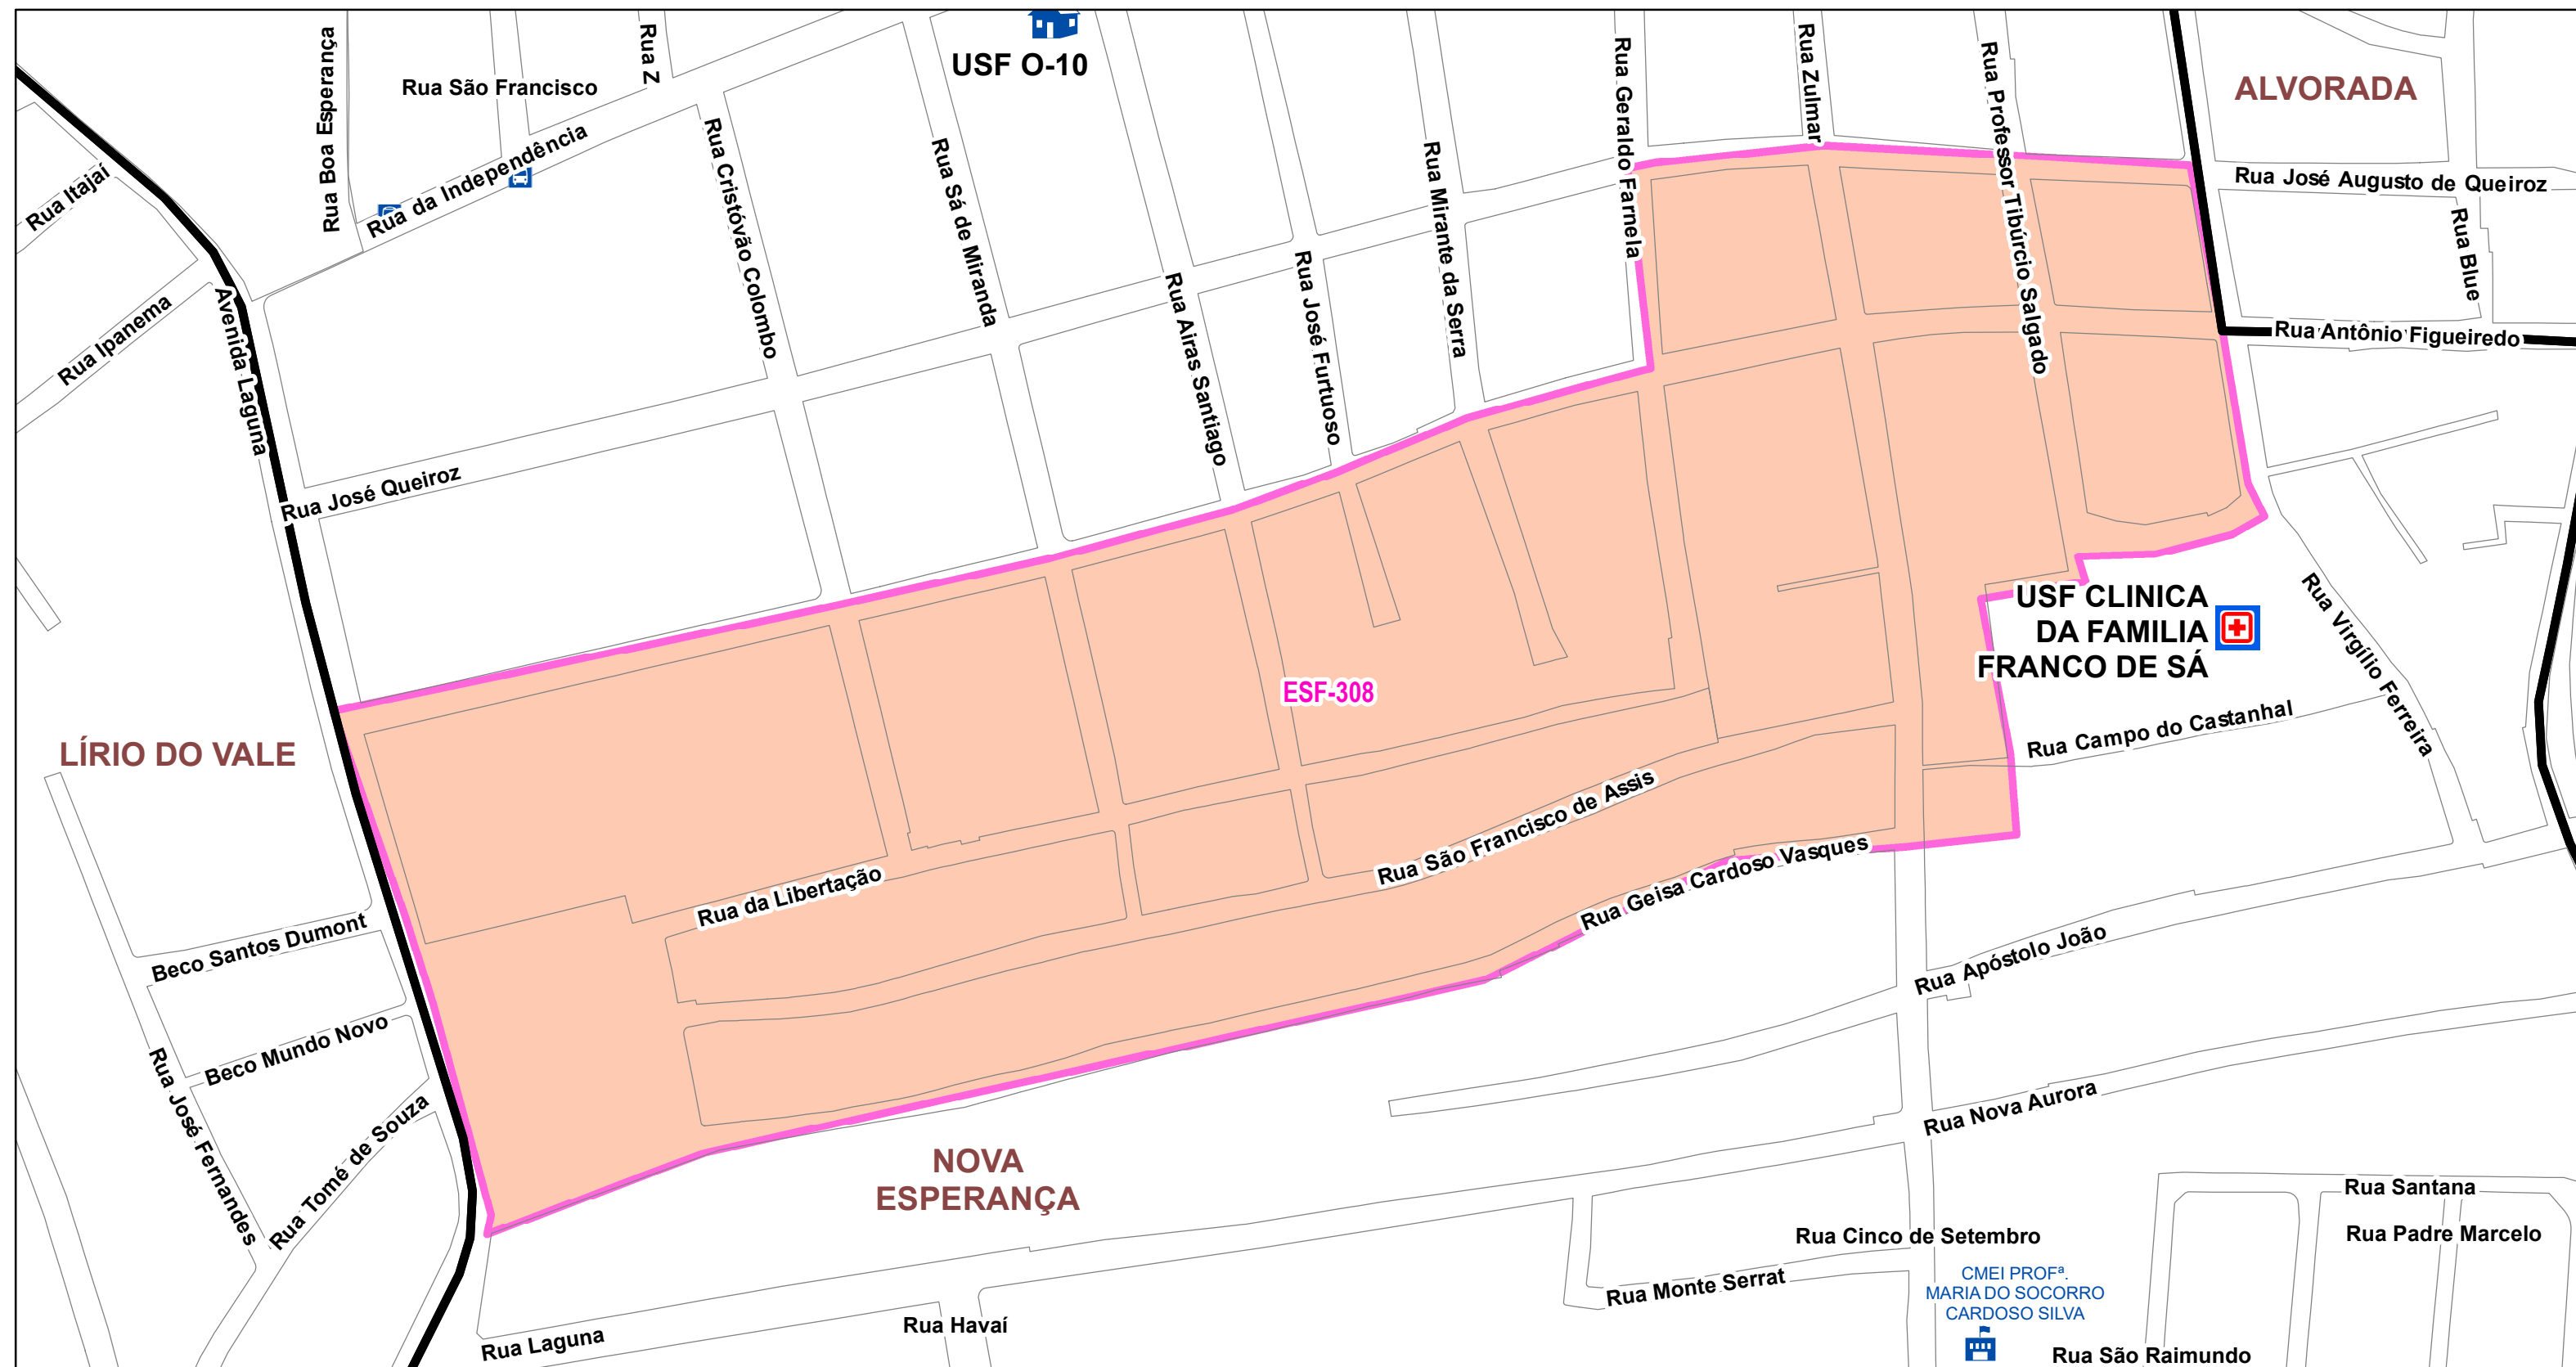 Rua Boa Esperança
Rua São Francisco
Rua Z
USF O-10
Rua Geraldo Farnela
Rua Zulmar
Rua Professor Tibúrcio Salgado
ALVORADA
Rua Itajaí
Rua da Independência
Rua Cristóvão Colombo
Rua Sá de Miranda
Rua Mirante da Serra
Rua José Augusto de Queiroz
Rua Blue
Rua Ipanema
Avenida Laguna
Rua Airas Santiago
Rua José Furtuoso
Rua Antônio Figueiredo
Rua José Queiroz
USF CLINICA
DA FAMILIA
FRANCO DE SÁ
Rua Virgílio Ferreira
ESF-308
LÍRIO DO VALE
Rua Campo do Castanhal
Rua São Francisco de Assis
Rua da Libertação
Rua Geisa Cardoso Vasques
Beco Santos Dumont
Rua Apóstolo João
Beco Mundo Novo
Rua José Fernandes
Rua Tomé de Souza
Rua Nova Aurora
NOVA
ESPERANÇA
Rua Santana
Rua Cinco de Setembro
Rua Padre Marcelo
Rua Monte Serrat
CMEI PROFª.
MARIA DO SOCORRO
CARDOSO SILVA
Rua Havaí
Rua Laguna
Rua São Raimundo